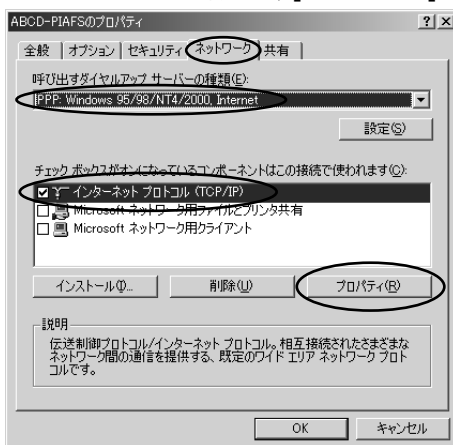 ABCD-PIAFSのプロパティ
全般 オプション セキュリティ ネットワーク 共有
呼び出すダイヤルアップ サーバーの種類(E):
PPP: Windows 95/98/NT4/2000, Internet
設定(S)
チェック ボックスがオンになっているコンポーネントはこの接続で使われます(C):
インターネット プロトコル (TCP/IP)
Microsoft ネットワーク用ファイルとプリンタ共有
Microsoft ネットワーク用クライアント
インストール(I)... 削除(U) プロパティ(R)
説明
伝送制御プロトコル/インターネット プロトコル。相互接続されたさまざまな
ネットワーク間の通信を提供する、既定のワイド エリア ネットワーク プロト
コルです。
OK キャンセル